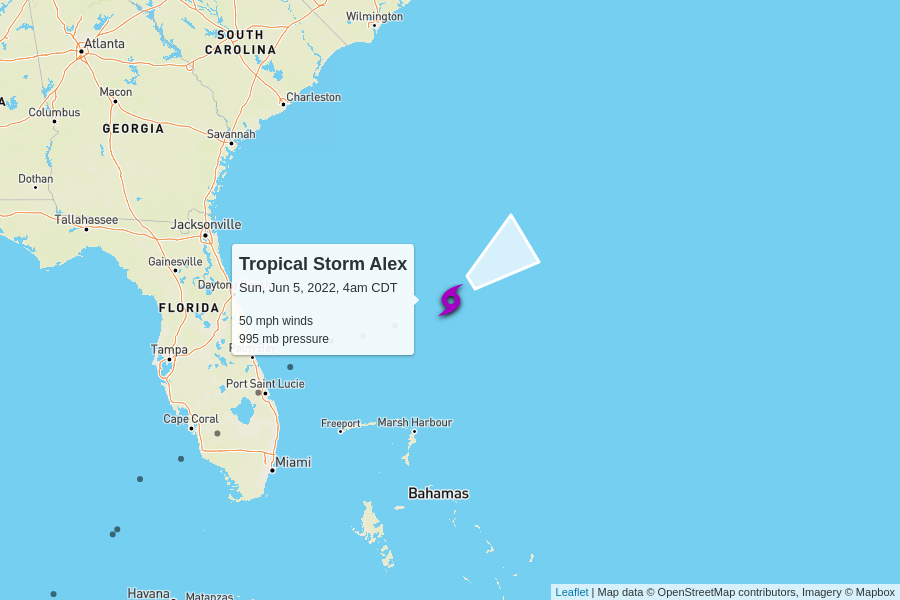 Wilmington
SOUTH
CAROLINA
Atlanta
Macon
Charleston
A
Columbus
GEORGIA
Savannah
Dothan
Tallahassee
Jacksonville
Gainesville
Tropical Storm Alex
Dayton
Sun, Jun 5, 2022, 4am CDT
FLORIDA
50 mph winds
995 mb pressure
Tampa
Port Saint Lucie
Cape Coral
Freeport
Marsh Harbour
Miami
Bahamas
Havana
Matanzas
Leaflet | Map data © OpenStreetMap contributors, Imagery © Mapbox